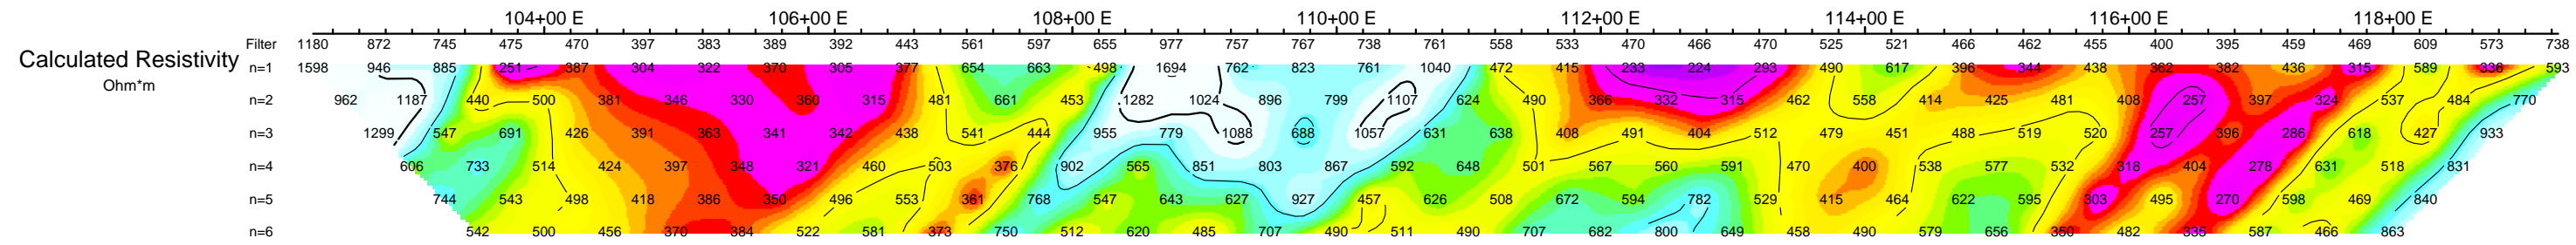 104+00 E 106+00 E 108+00 E 110+00 E 112+00 E 114+00 E 116+00 E 118+00 E
Filter 1180 872 745 475 470 397 383 389 392 443 561 597 655 977 757 767 738 761 558 533 470 466 470 525 521 466 462 455 400 395 459 469 609 573 738
Calculated Resistivity
Ohm*m
n=1 1598 946 885 251 387 304 322 370 305 377 654 663 498 1694 762 823 761 1040 472 415 233 224 293 490 617 396 344 438 362 382 436 315 589 336 593
n=2 962 1187 440 500 381 346 330 360 315 481 661 453 1282 1024 896 799 1107 624 490 366 332 315 462 558 414 425 481 408 257 397 324 537 484 770
n=3 1299 547 691 426 391 363 341 342 438 541 444 955 779 1088 688 1057 631 638 408 491 404 512 479 451 488 519 520 257 396 286 618 427 933
n=4 606 733 514 424 397 348 321 460 503 376 902 565 851 803 867 592 648 501 567 560 591 470 400 538 577 532 318 404 278 631 518 831
n=5 744 543 498 418 386 350 496 553 361 768 547 643 627 927 457 626 508 672 594 782 529 415 464 622 595 303 495 270 598 469 840
n=6 542 500 456 370 384 522 581 373 750 512 620 485 707 490 511 490 707 682 800 649 458 490 579 656 350 482 335 587 466 863